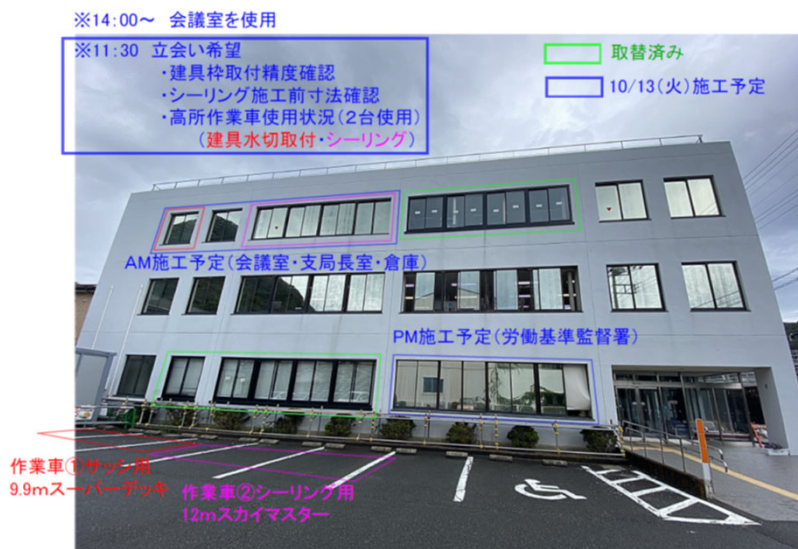 ※14:00～ 会議室を使用
※11:30 立会い希望
・建具枠取付精度確認
・シーリング施工前寸法確認
・高所作業車使用状況(2台使用)
(建具水切取付・シーリング)
取替済み
10/13(火)施工予定
AM施工予定(会議室・支局長室・倉庫)
PM施工予定(労働基準監督署)
作業車①サッシ用
9.9mスーパーデッキ
作業車②シーリング用
12mスカイマスター